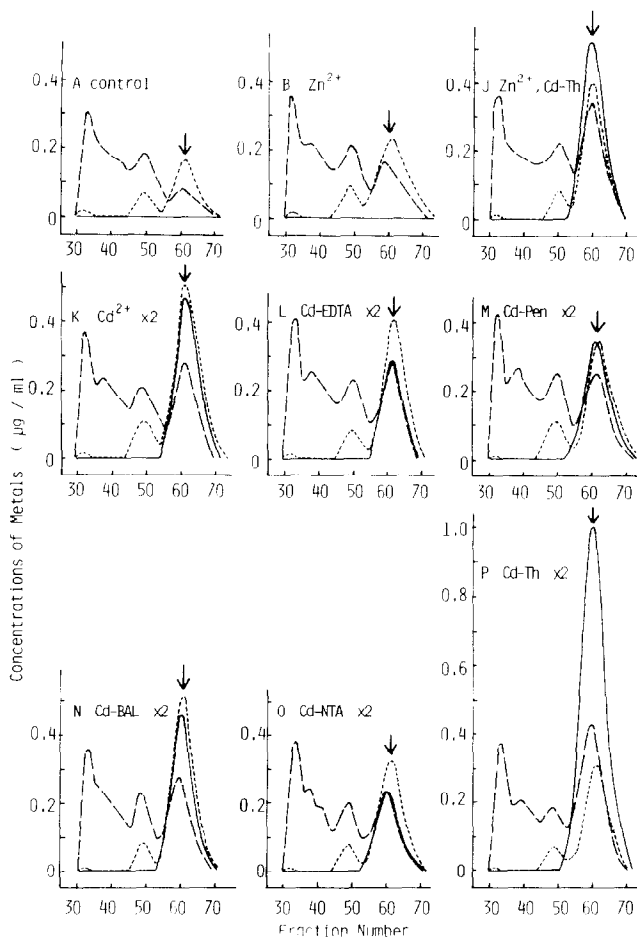 A control
B Zn²⁺
J Zn²⁺, Cd-Th
0.4
0.2
0
0.4
0.2
0
0.4
0.2
0
30 40 50 60 70
30 40 50 60 70
30 40 50 60 70
K Cd²⁺ x2
L Cd-EDTA x2
M Cd-Pen x2
0.4
0.2
0
0.4
0.2
0
0.4
0.2
0
30 40 50 60 70
30 40 50 60 70
30 40 50 60 70
N Cd-BAL x2
O Cd-NTA x2
P Cd-Th x2
0.4
0.2
0
0.4
0.2
0
1.0
0.8
0.6
0.4
0.2
0
30 40 50 60 70
30 40 50 60 70
30 40 50 60 70
Concentrations of Metals ( µg / ml )
Fraction Number